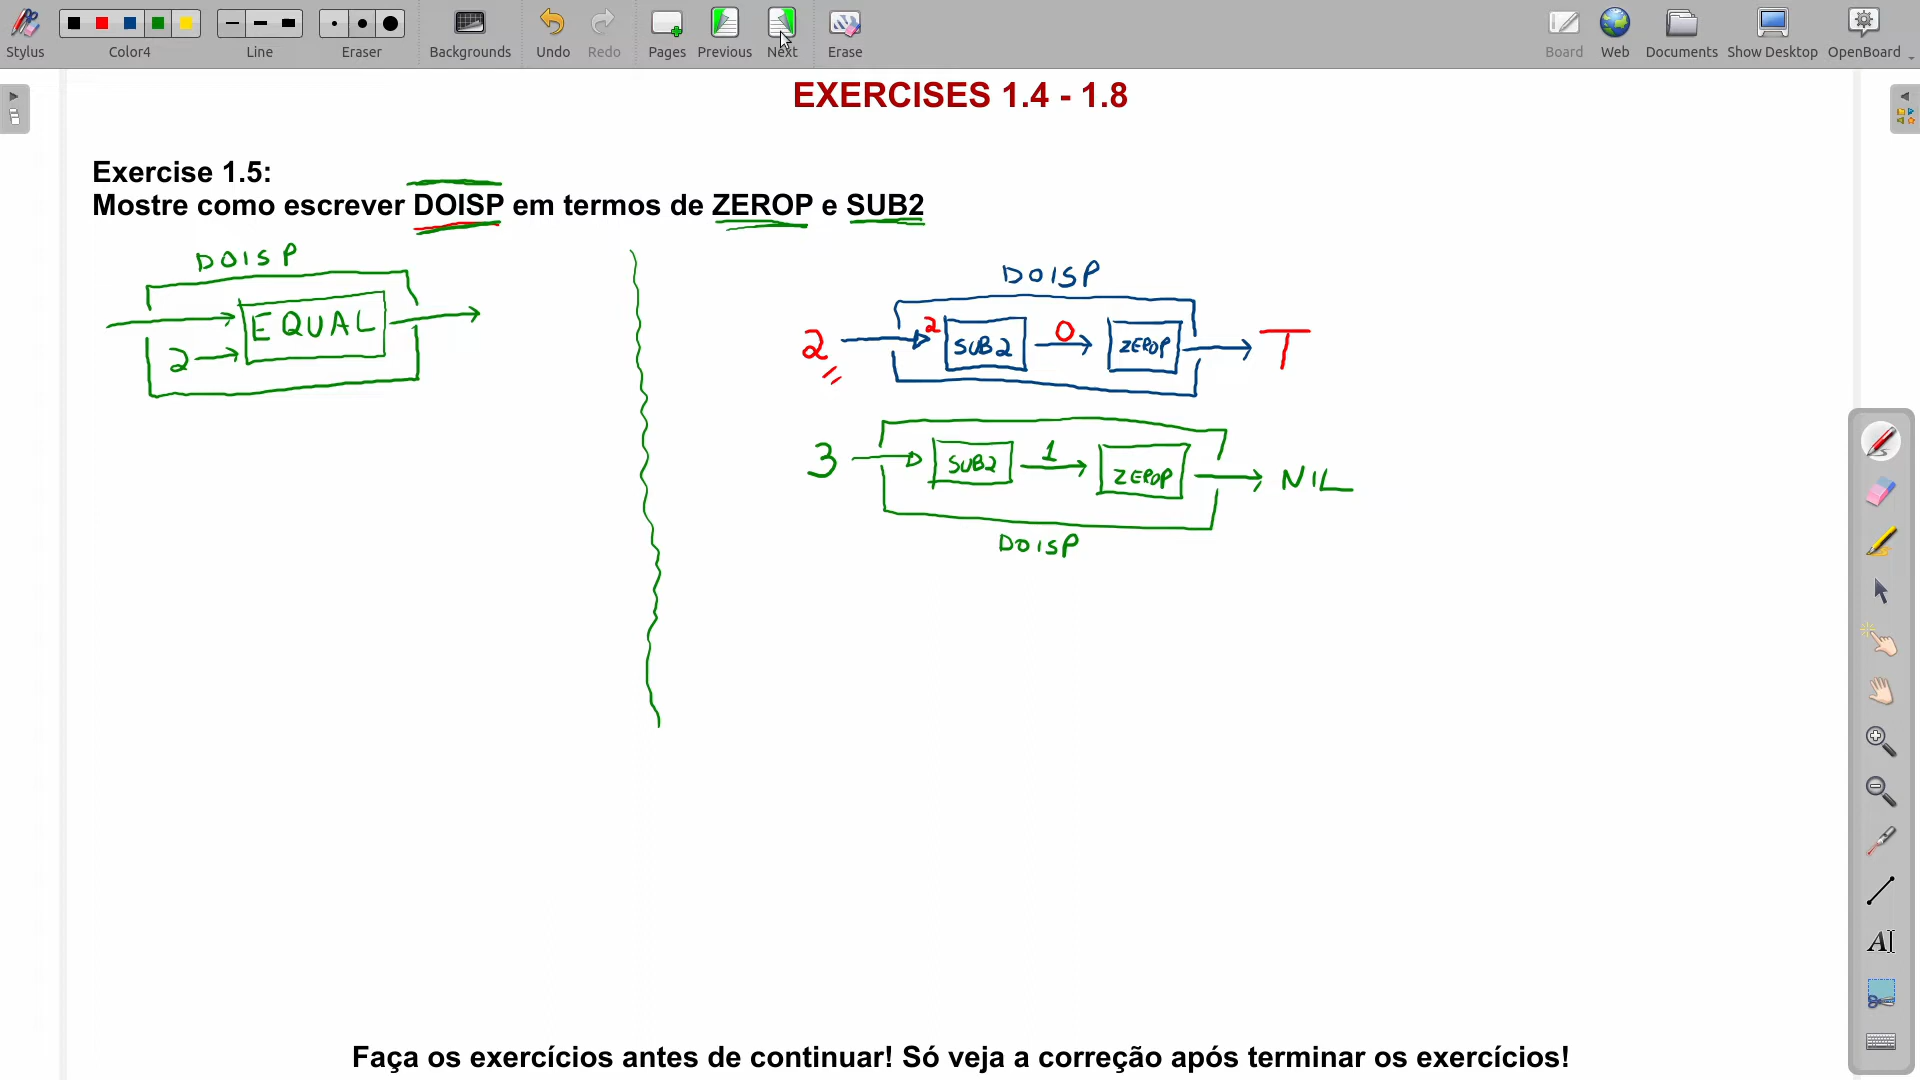 Stylus
Color4
Line
Eraser
Backgrounds
Undo
Redo
Pages
Previous
Next
Erase
Board
Web
Documents
Show Desktop
OpenBoard
EXERCISES 1.4 - 1.8
Exercise 1.5:
Mostre como escrever DOISP em termos de ZEROP e SUB2
DOISP
EQUAL
2
DOISP
2 2 SUB2 0 ZEROP T
3 SUB2 1 ZEROP NIL
DOISP
Faça os exercícios antes de continuar! Só veja a correção após terminar os exercícios!